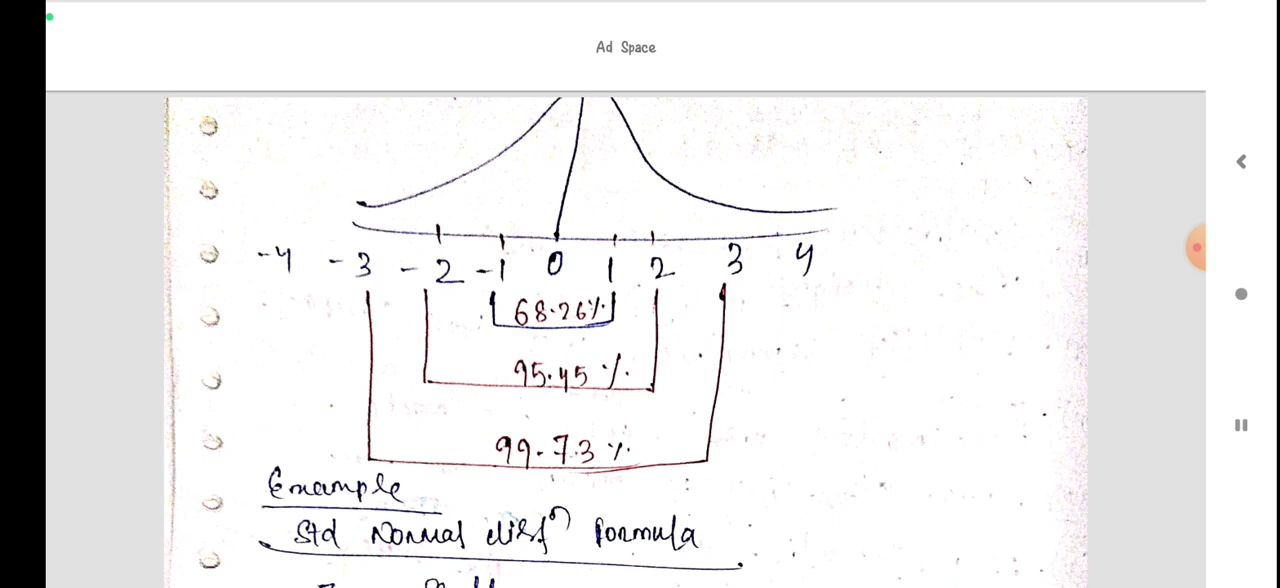 Ad Space
-4 -3 -2 -1 0 1 2 3 4
68.26%
95.45%
99.73%
Example
Std Normal distⁿ formula